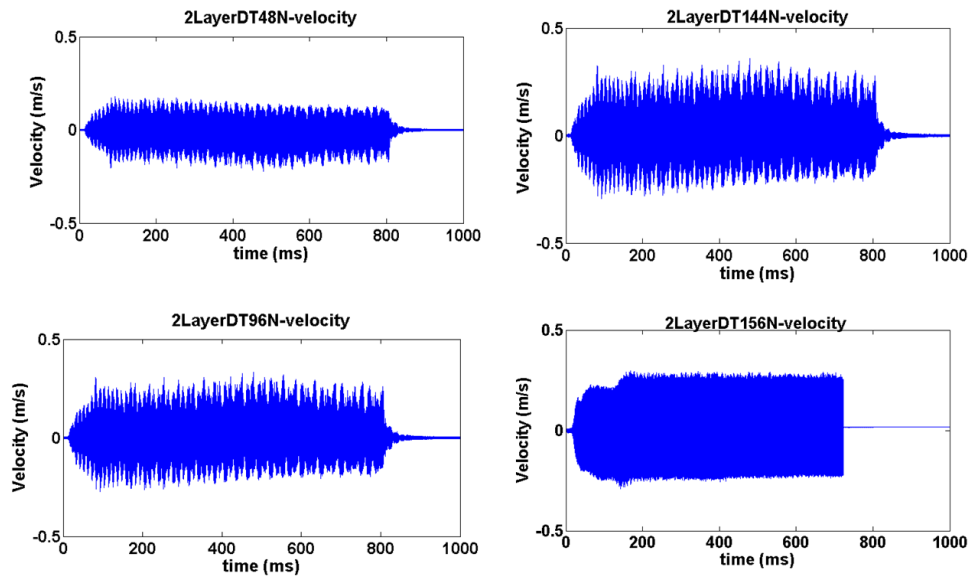 2LayerDT48N-velocity
0.5
0
-0.5
Velocity (m/s)
0 200 400 600 800 1000
time (ms)
2LayerDT144N-velocity
0.5
0
-0.5
Velocity (m/s)
0 200 400 600 800 1000
time (ms)
2LayerDT96N-velocity
0.5
0
-0.5
Velocity (m/s)
0 200 400 600 800 1000
time (ms)
2LayerDT156N-velocity
0.5
0
-0.5
Velocity (m/s)
0 200 400 600 800 1000
time (ms)